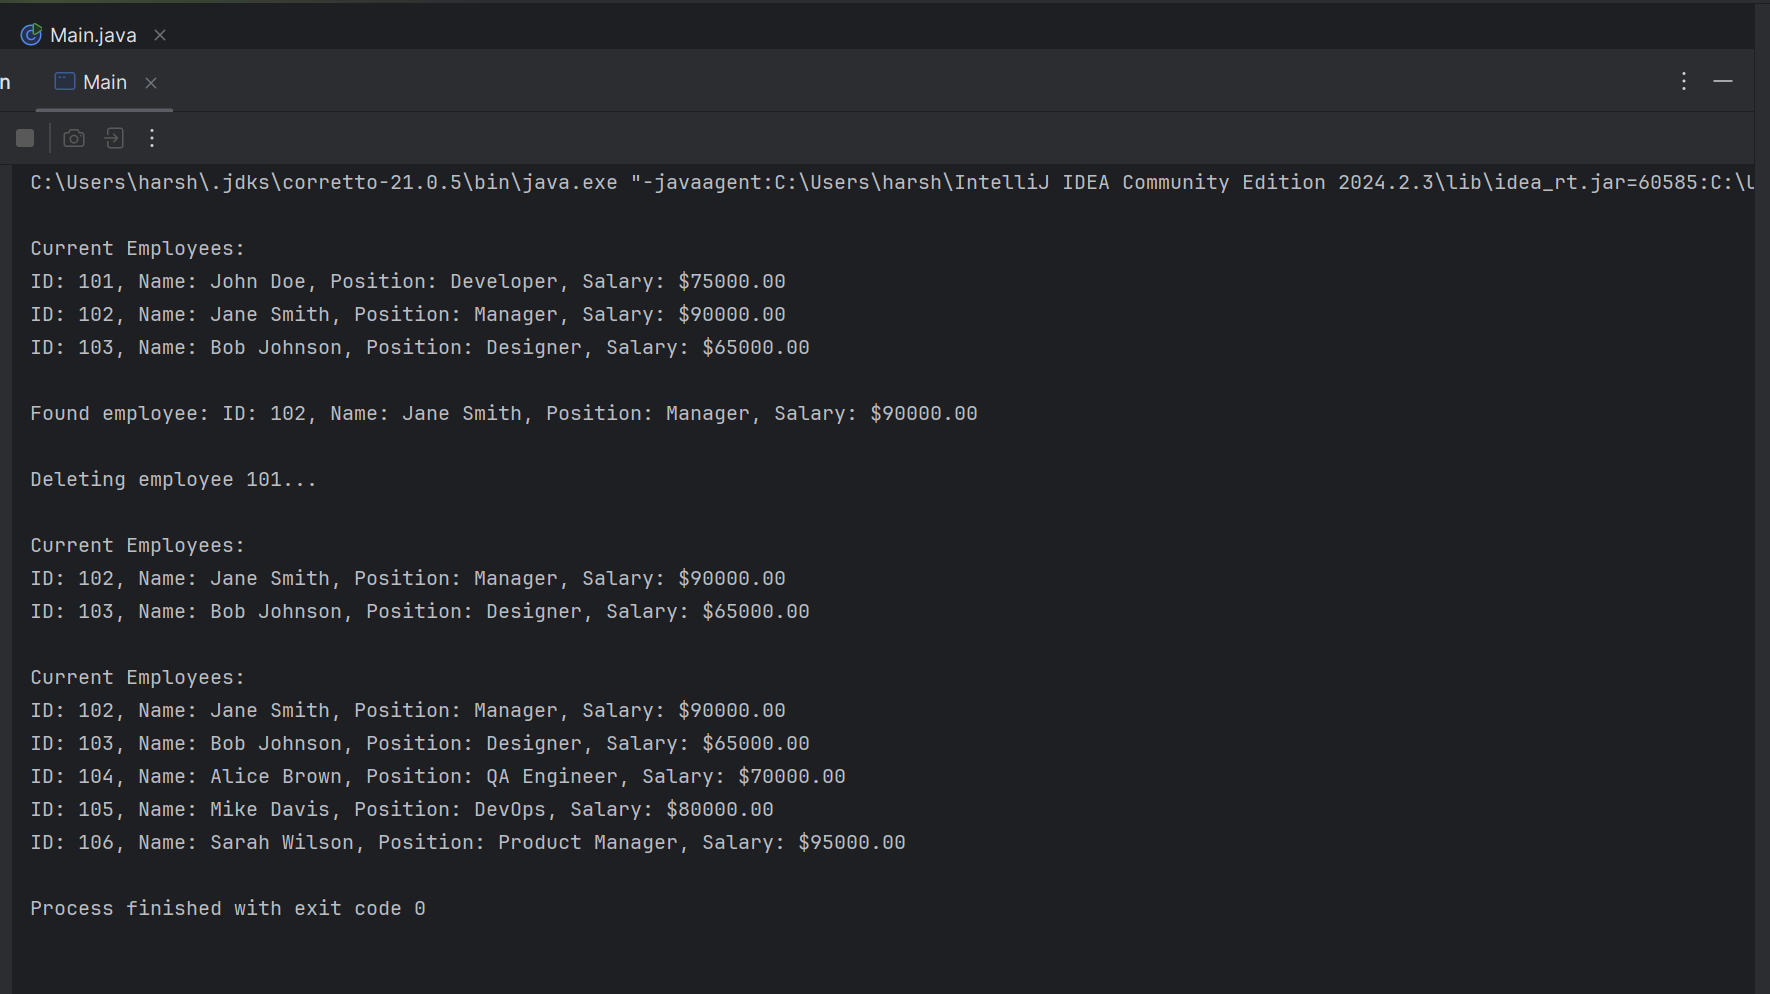 Main.java
n Main
C:\Users\harsh\.jdks\corretto-21.0.5\bin\java.exe "-javaagent:C:\Users\harsh\IntelliJ IDEA Community Edition 2024.2.3\lib\idea_rt.jar=60585:C:\U
Current Employees:
ID: 101, Name: John Doe, Position: Developer, Salary: $75000.00
ID: 102, Name: Jane Smith, Position: Manager, Salary: $90000.00
ID: 103, Name: Bob Johnson, Position: Designer, Salary: $65000.00
Found employee: ID: 102, Name: Jane Smith, Position: Manager, Salary: $90000.00
Deleting employee 101...
Current Employees:
ID: 102, Name: Jane Smith, Position: Manager, Salary: $90000.00
ID: 103, Name: Bob Johnson, Position: Designer, Salary: $65000.00
Current Employees:
ID: 102, Name: Jane Smith, Position: Manager, Salary: $90000.00
ID: 103, Name: Bob Johnson, Position: Designer, Salary: $65000.00
ID: 104, Name: Alice Brown, Position: QA Engineer, Salary: $70000.00
ID: 105, Name: Mike Davis, Position: DevOps, Salary: $80000.00
ID: 106, Name: Sarah Wilson, Position: Product Manager, Salary: $95000.00
Process finished with exit code 0